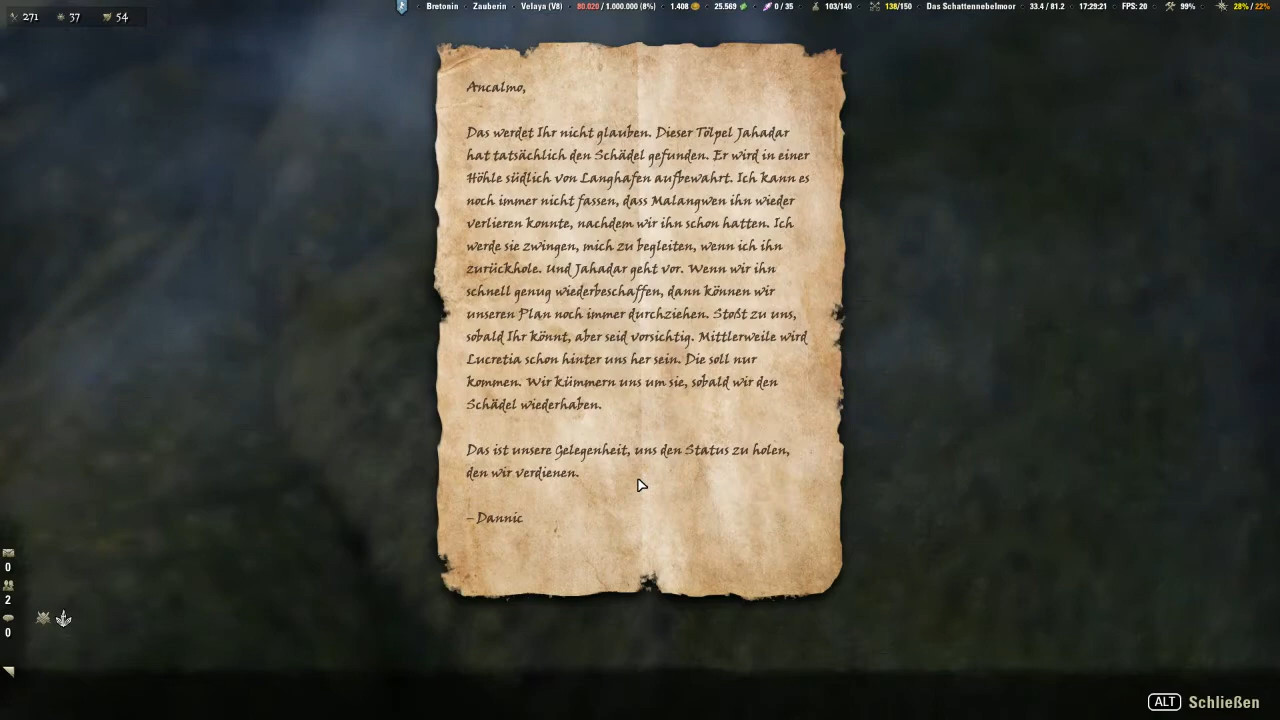 271 37 54
Bretonin Zauberin Velaya (V8) 80.020 / 1.000.000 (8%) 1.408 25.569 0 / 35 103/140 138/150 Das Schattennebelmoor 33.4 / 81.2 17:29:21 FPS: 20 99% 28% / 22%
Ancalmo,
Das werdet Ihr nicht glauben. Dieser Tölpel Jahadar
hat tatsächlich den Schädel gefunden. Er wird in einer
Höhle südlich von Langhafen aufbewahrt. Ich kann es
noch immer nicht fassen, dass Malangwen ihn wieder
verlieren konnte, nachdem wir ihn schon hatten. Ich
werde sie zwingen, mich zu begleiten, wenn ich ihn
zurückhole. Und Jahadar geht vor. Wenn wir ihn
schnell genug wiederbeschaffen, dann können wir
unseren Plan noch immer durchziehen. Stoßt zu uns,
sobald Ihr könnt, aber seid vorsichtig. Mittlerweile wird
Lucretia schon hinter uns her sein. Die soll nur
kommen. Wir kümmern uns um sie, sobald wir den
Schädel wiederhaben.
Das ist unsere Gelegenheit, uns den Status zu holen,
den wir verdienen.
– Dannic
0
2
0
ALT Schließen